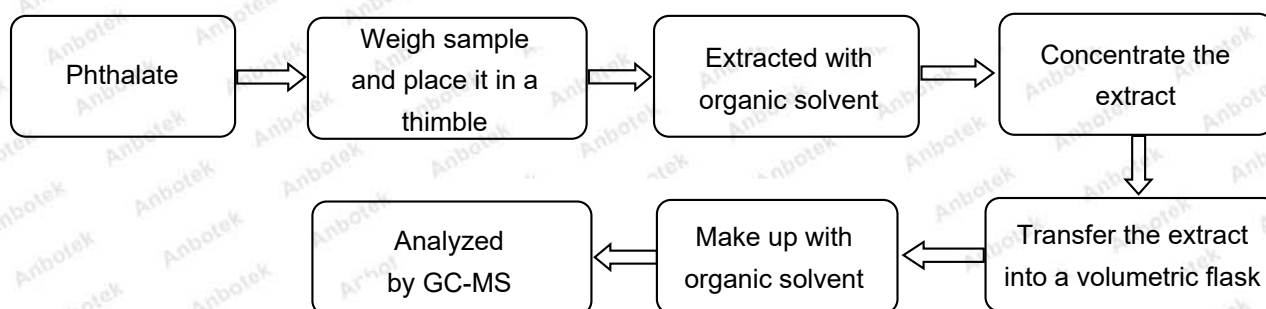 Phthalate
Weigh sample
and place it in a
thimble
Extracted with
organic solvent
Concentrate the
extract
Transfer the extract
into a volumetric flask
Make up with
organic solvent
Analyzed
by GC-MS
Anbotek